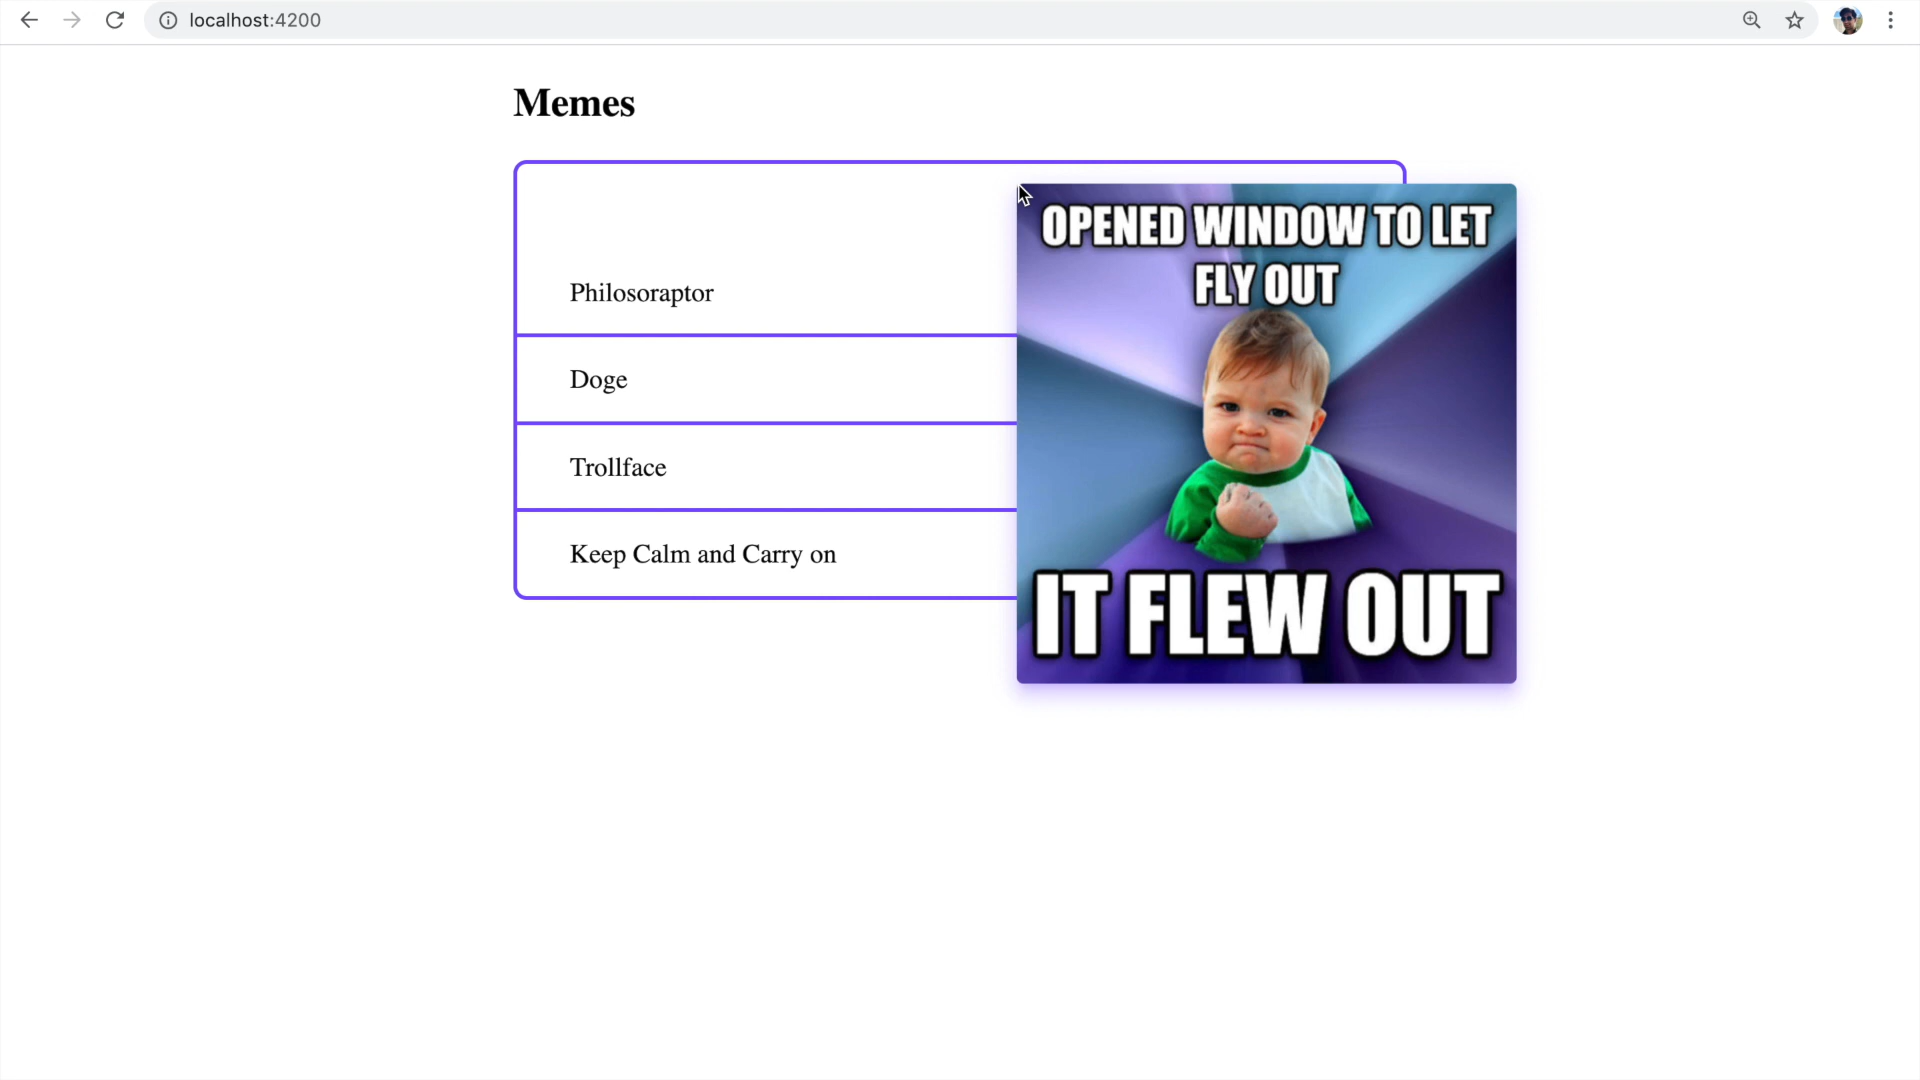 localhost:4200
Memes
Philosoraptor
Doge
Trollface
Keep Calm and Carry on
OPENED WINDOW TO LET
FLY OUT
IT FLEW OUT